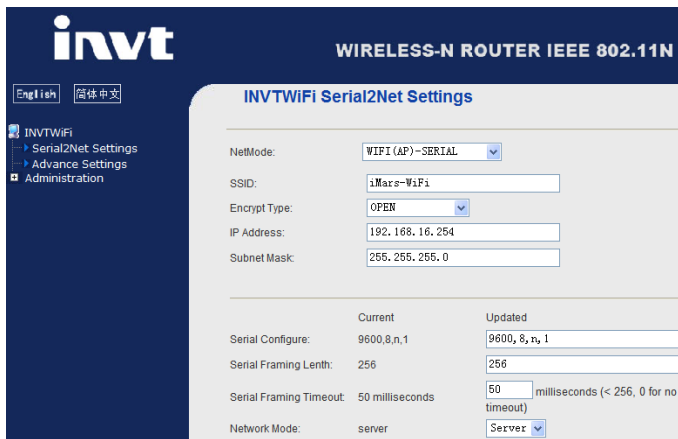 invt
WIRELESS-N ROUTER IEEE 802.11N
English 简体中文
INVTWiFi Serial2Net Settings
INVTWiFi
Serial2Net Settings
Advance Settings
Administration
NetMode: WIFI(AP)-SERIAL
SSID: iMars-WiFi
Encrypt Type: OPEN
IP Address: 192.168.16.254
Subnet Mask: 255.255.255.0
Current Updated
Serial Configure: 9600,8,n,1 9600,8,n,1
Serial Framing Lenth: 256 256
Serial Framing Timeout: 50 milliseconds 50 milliseconds (< 256, 0 for no
timeout)
Network Mode: server Server